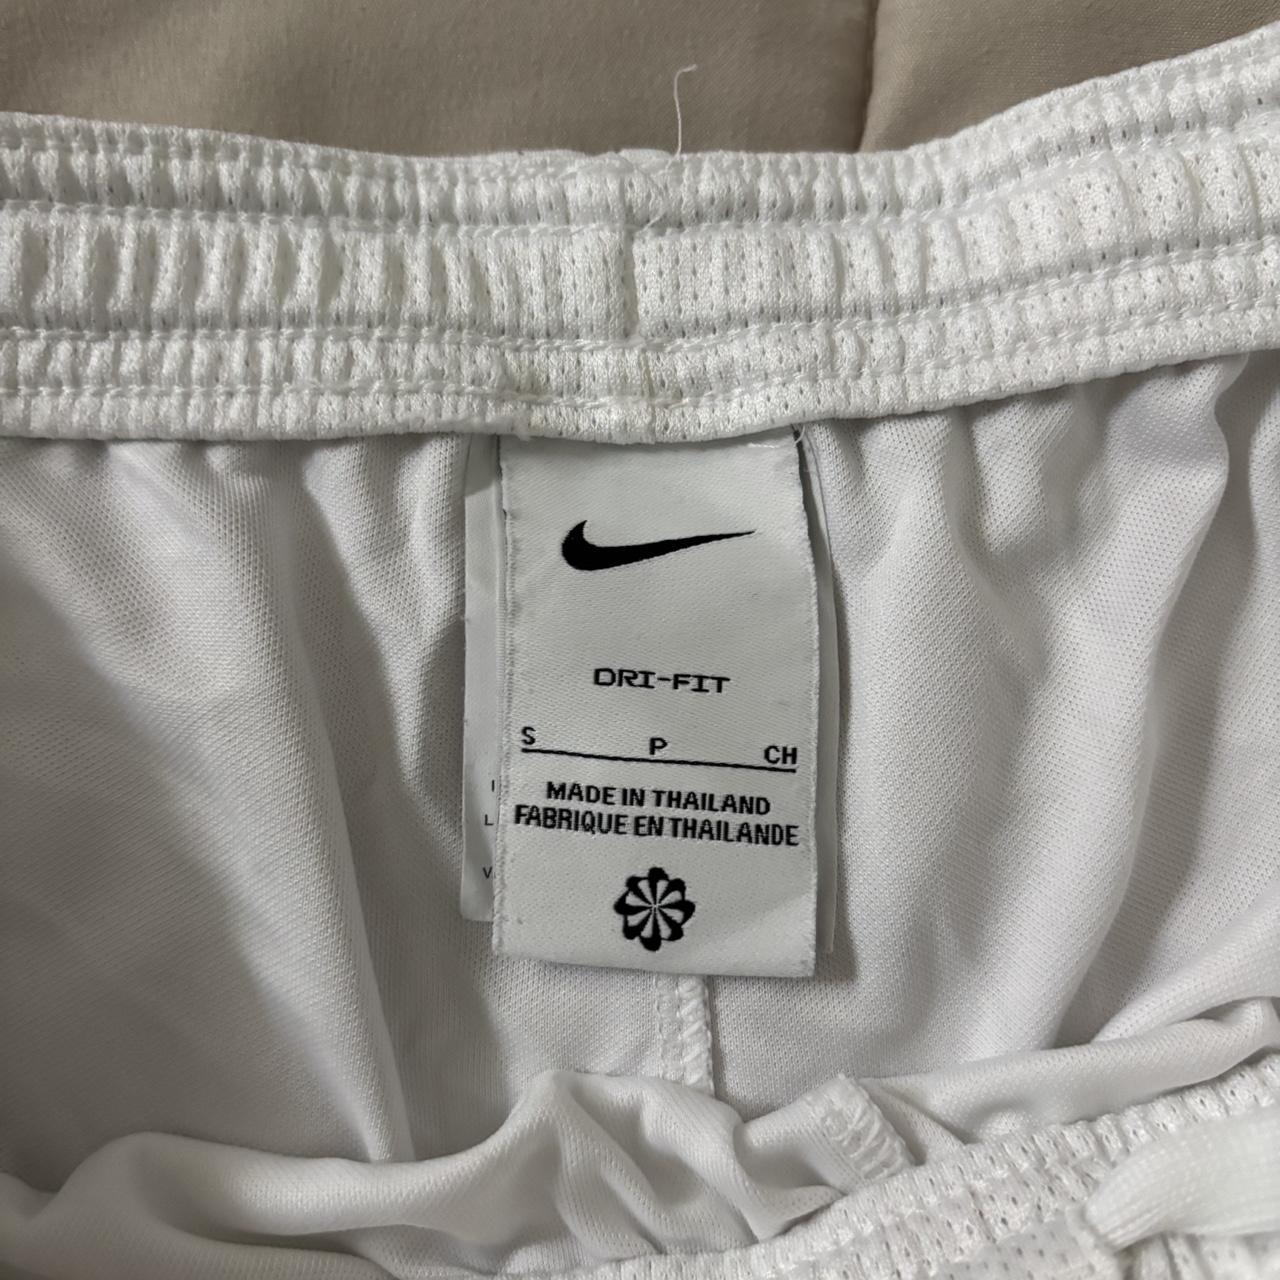 DRI-FIT
S P CH
MADE IN THAILAND
FABRIQUE EN THAILANDE